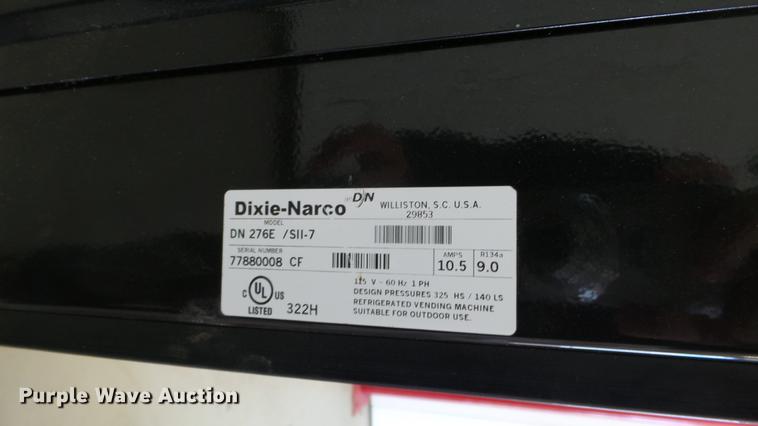 Dixie-Narco
D/N
WILLISTON, S.C. U.S.A.
29853
MODEL
DN 276E /SII-7
SERIAL NUMBER
77880008 CF
AMPS
10.5
R134a
9.0
C UL US
LISTED 322H
115 V - 60 Hz 1 PH
DESIGN PRESSURES 325 HS / 140 LS
REFRIGERATED VENDING MACHINE
SUITABLE FOR OUTDOOR USE.
Purple Wave Auction